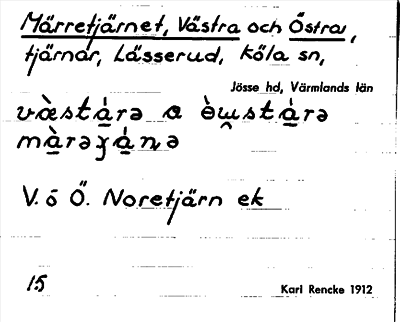 Märretjärnet, Västra och Östra,
tjärnar, Lässerud, Köla sn,
Jösse hd, Värmlands län
V. ö Ö. Noretjärn ek
15
Karl Rencke 1912